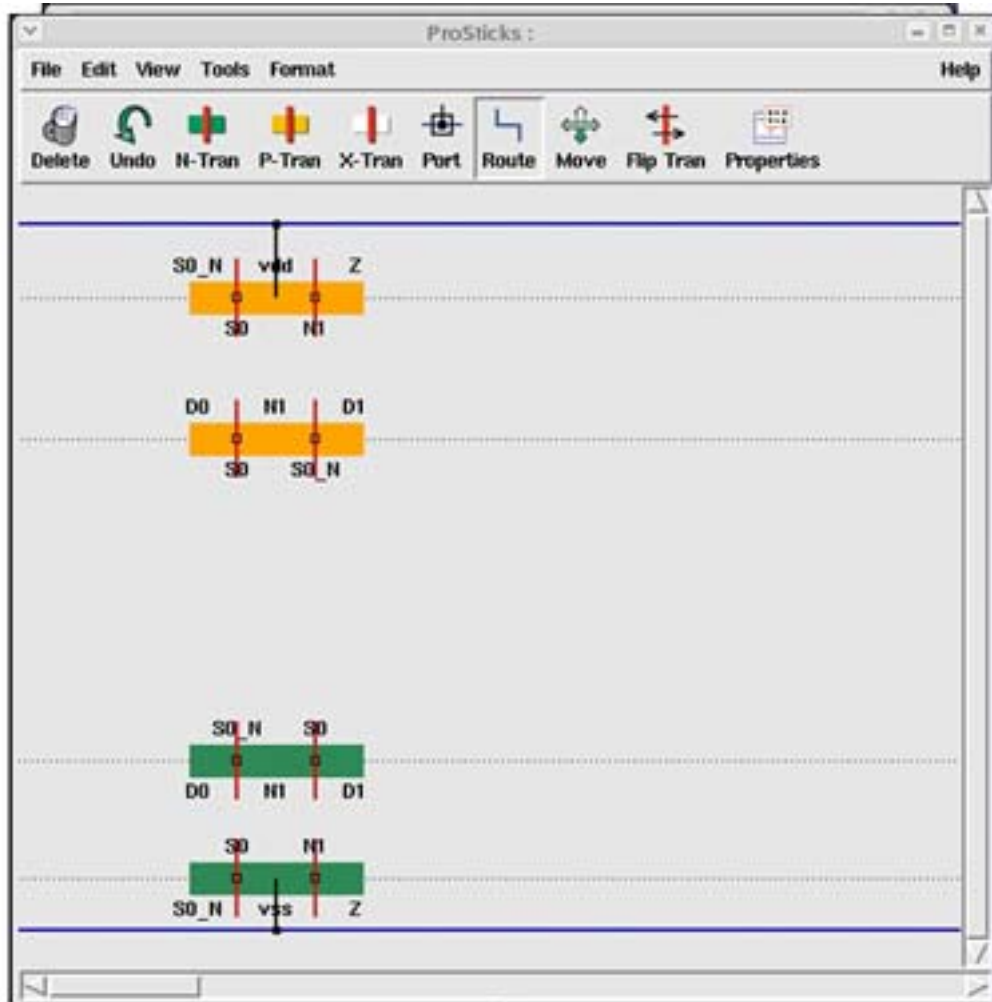 ProSticks :
File Edit View Tools Format Help
Delete Undo N-Tran P-Tran X-Tran Port Route Move Flip Tran Properties
S0_N vdd Z
S0 N1
D0 N1 D1
S0 S0_N
S0_N S0
D0 N1 D1
S0 N1
S0_N vss Z